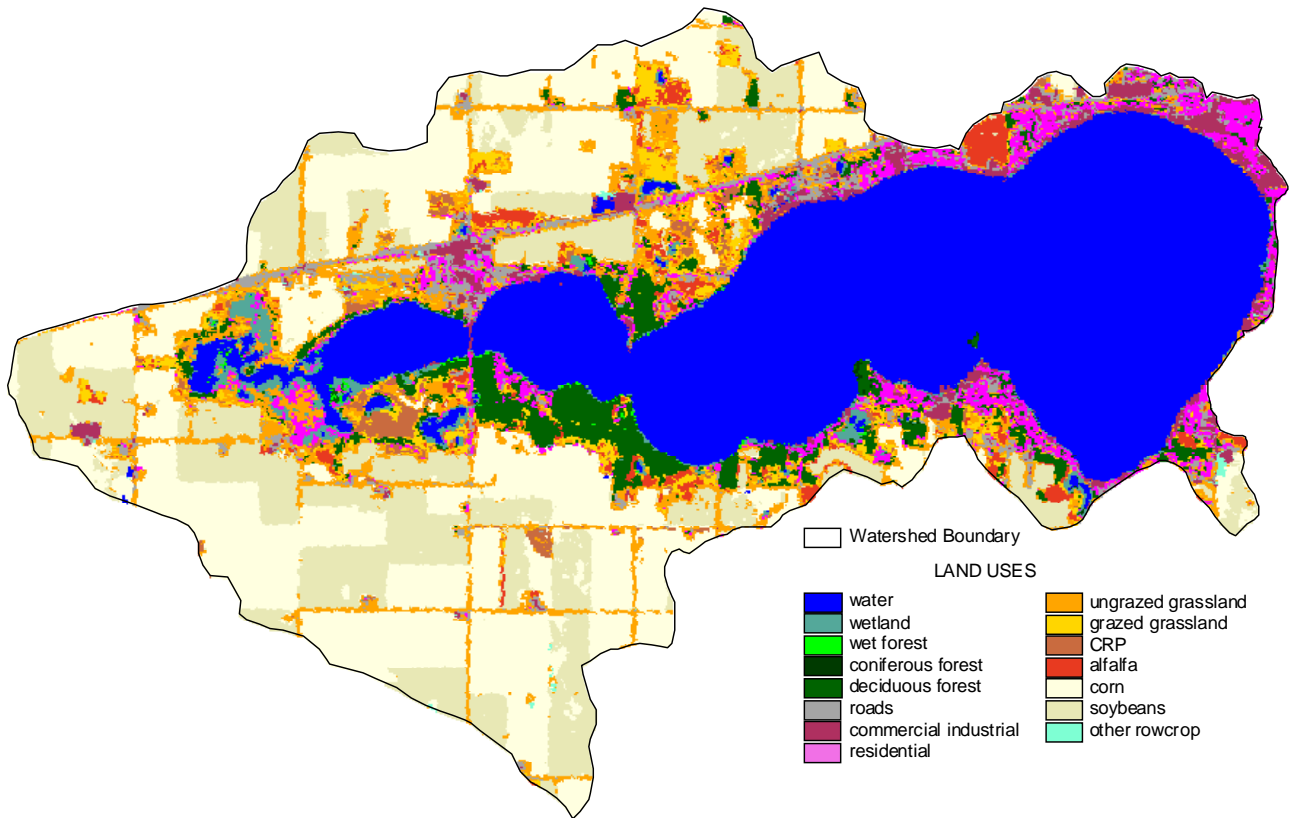 Watershed Boundary
LAND USES
water
wetland
wet forest
coniferous forest
deciduous forest
roads
commercial industrial
residential
ungrazed grassland
grazed grassland
CRP
alfalfa
corn
soybeans
other rowcrop